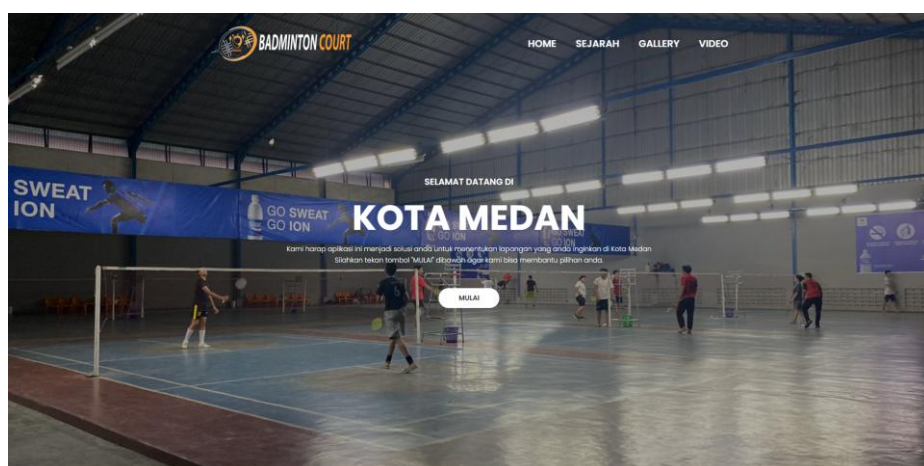 BADMINTON COURT
HOME SEJARAH GALLERY VIDEO
SWEAT
ION
GO SWEAT
GO ION
SELAMAT DATANG DI
KOTA MEDAN
Kami harap aplikasi ini menjadi solusi anda untuk menentukan lapangan yang anda inginkan di Kota Medan
Silahkan tekan tombol "MULAI" dibawah agar kami bisa membantu pilihan anda.
MULAI